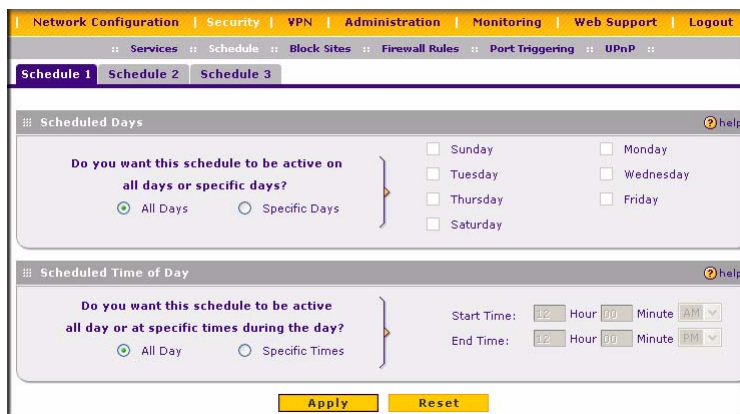 Network Configuration | Security | VPN | Administration | Monitoring | Web Support | Logout
:: Services :: Schedule :: Block Sites :: Firewall Rules :: Port Triggering :: UPnP ::
Schedule 1 Schedule 2 Schedule 3
Scheduled Days
? help
Do you want this schedule to be active on
all days or specific days?
All Days Specific Days
Sunday Monday
Tuesday Wednesday
Thursday Friday
Saturday
Scheduled Time of Day
? help
Do you want this schedule to be active
all day or at specific times during the day?
All Day Specific Times
Start Time: 12 Hour 00 Minute AM
End Time: 12 Hour 00 Minute PM
Apply Reset